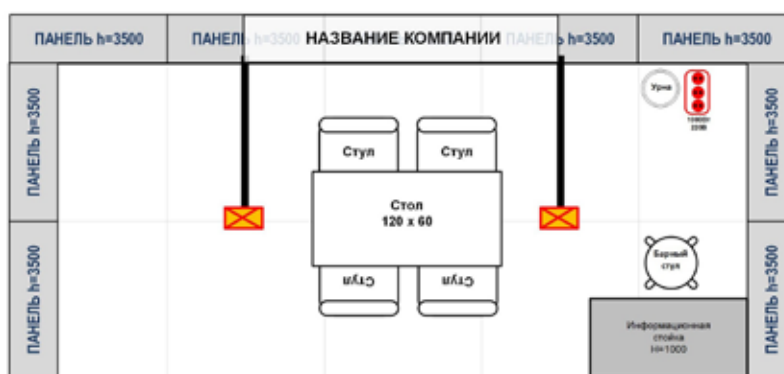 ПАНЕЛЬ h=3500
ПАНЕЛЬ h=3500
НАЗВАНИЕ КОМПАНИИ
ПАНЕЛЬ h=3500
ПАНЕЛЬ h=3500
ПАНЕЛЬ h=3500
ПАНЕЛЬ h=3500
Урна
220В
Стул
Стул
Стол
120 x 60
Стул
Стул
Барный
стул
ПАНЕЛЬ h=3500
ПАНЕЛЬ h=3500
Информационная
стойка
H=1000